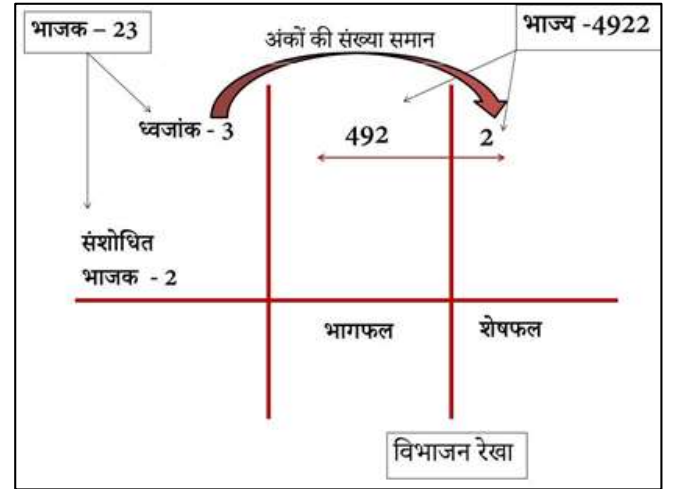 भाजक – 23
अंकों की संख्या समान
भाज्य -4922
ध्वजांक - 3
492
2
संशोधित
भाजक - 2
भागफल
शेषफल
विभाजन रेखा